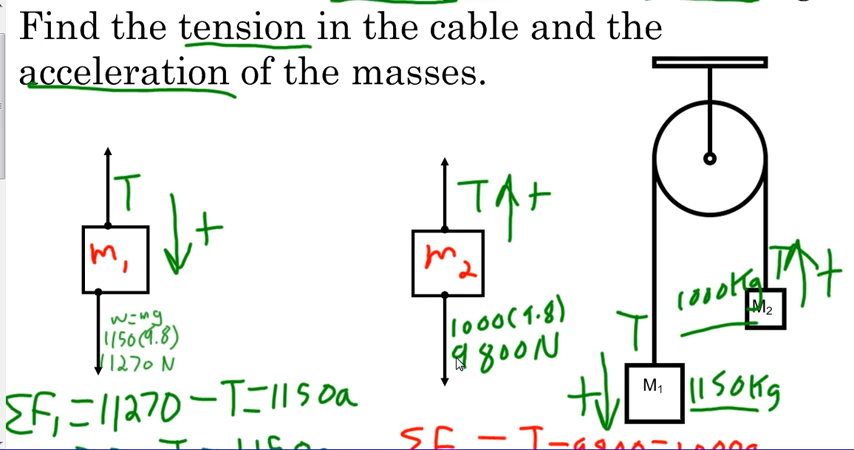 Find the tension in the cable and the
acceleration of the masses.
T
+
m1
w=mg
1150(9.8)
11270 N
T +
m2
1000(9.8)
9800N
T +
1000Kg
M2
T
+
M1
1150Kg
ΣF1 = 11270 - T = 1150a